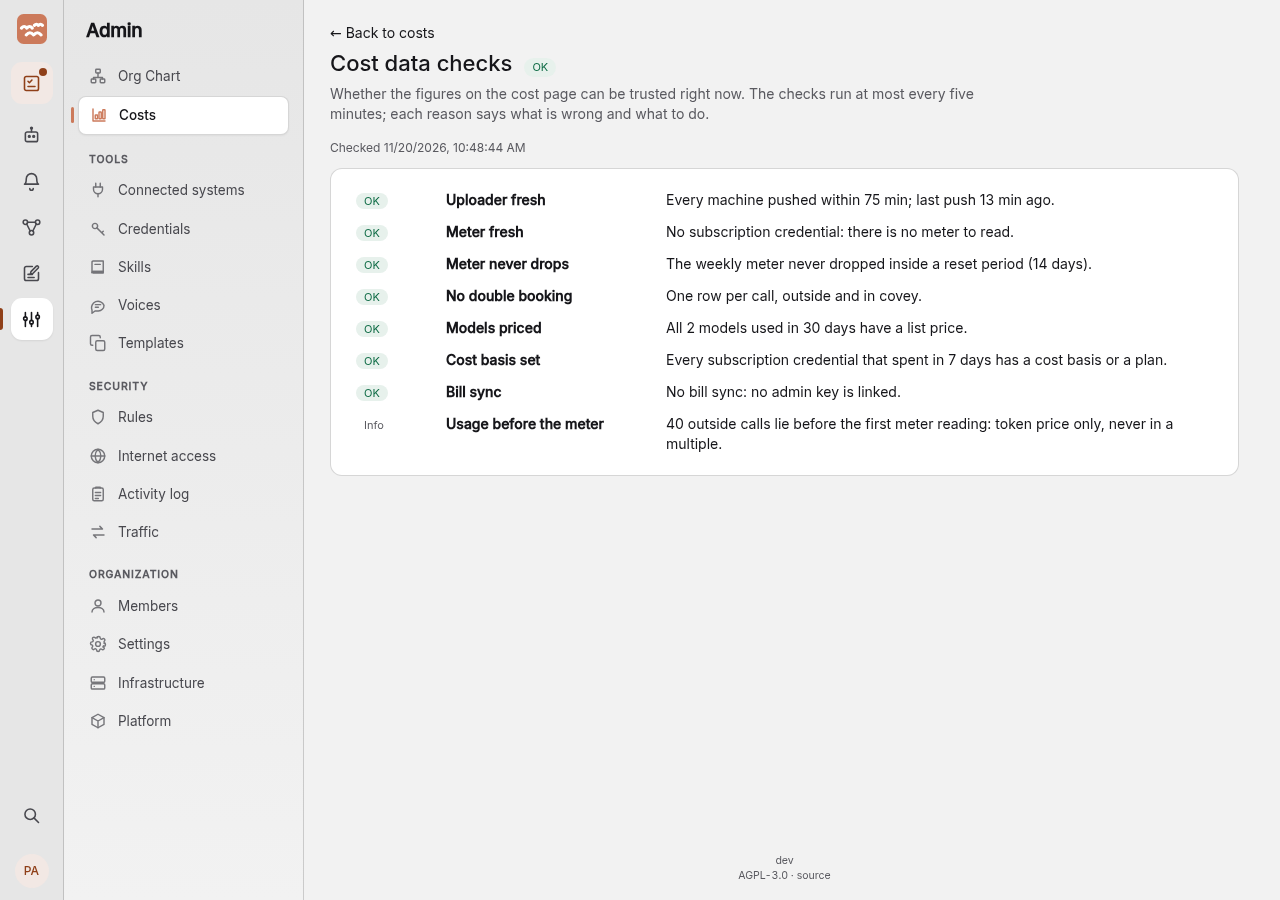 Admin
Org Chart
Costs
TOOLS
Connected systems
Credentials
Skills
Voices
Templates
SECURITY
Rules
Internet access
Activity log
Traffic
ORGANIZATION
Members
Settings
Infrastructure
Platform
PA
← Back to costs
Cost data checks OK
Whether the figures on the cost page can be trusted right now. The checks run at most every five
minutes; each reason says what is wrong and what to do.
Checked 11/20/2026, 10:48:44 AM
OK Uploader fresh Every machine pushed within 75 min; last push 13 min ago.
OK Meter fresh No subscription credential: there is no meter to read.
OK Meter never drops The weekly meter never dropped inside a reset period (14 days).
OK No double booking One row per call, outside and in covey.
OK Models priced All 2 models used in 30 days have a list price.
OK Cost basis set Every subscription credential that spent in 7 days has a cost basis or a plan.
OK Bill sync No bill sync: no admin key is linked.
Info Usage before the meter 40 outside calls lie before the first meter reading: token price only, never in a
multiple.
dev
AGPL-3.0 · source